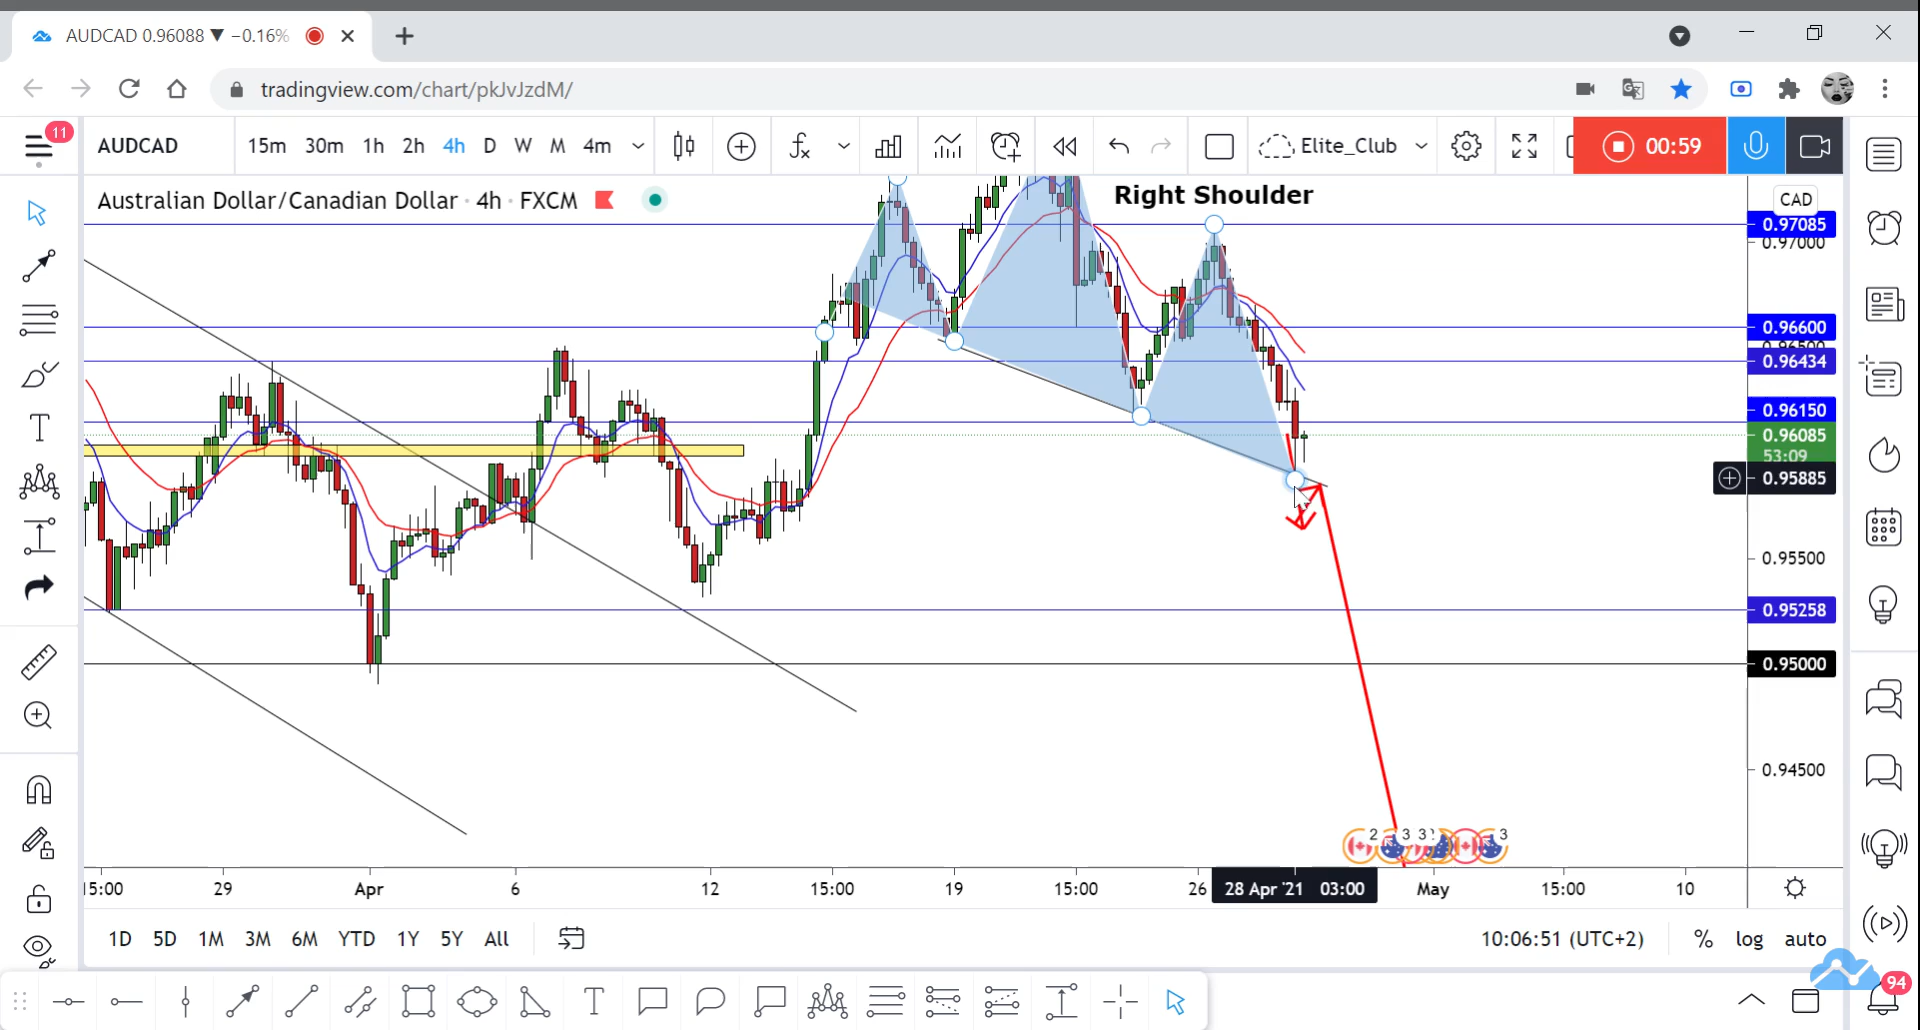 AUDCAD 0.96088 ▼ −0.16%
tradingview.com/chart/pkJvJzdM/
11
AUDCAD
15m 30m 1h 2h 4h D W M 4m
Elite_Club
00:59
Australian Dollar/Canadian Dollar · 4h · FXCM
Right Shoulder
CAD
0.97085
0.97000
0.96600
0.96434
0.96150
0.96085
53:09
0.95885
0.95500
0.95258
0.95000
0.94500
2 3 3 3
15:00 29 Apr 6 12 15:00 19 15:00 26 28 Apr '21 03:00 May 15:00 10
1D 5D 1M 3M 6M YTD 1Y 5Y All
10:06:51 (UTC+2) % log auto
94